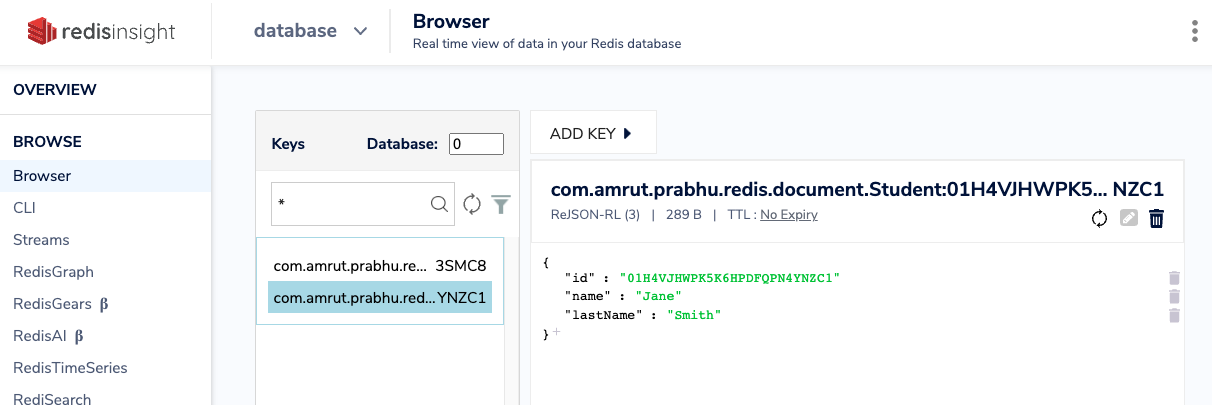 redisinsight
database
Browser
Real time view of data in your Redis database
OVERVIEW
BROWSE
Browser
CLI
Streams
RedisGraph
RedisGears β
RedisAI β
RedisTimeSeries
RediSearch
Keys Database: 0
*
com.amrut.prabhu.re... 3SMC8
com.amrut.prabhu.red...YNZC1
ADD KEY
com.amrut.prabhu.redis.document.Student:01H4VJHWPK5... NZC1
ReJSON-RL (3) | 289 B | TTL : No Expiry
{
"id" : "01H4VJHWPK5K6HPDFQPN4YNZC1"
"name" : "Jane"
"lastName" : "Smith"
} +